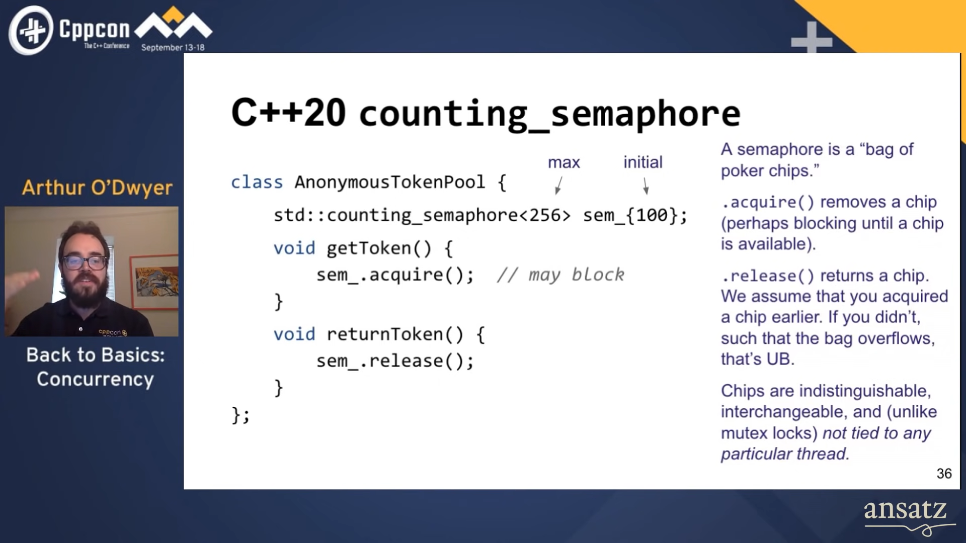 Cppcon
The C++ Conference
September 13-18
C++20 counting_semaphore
max initial
class AnonymousTokenPool {
std::counting_semaphore<256> sem_{100};
void getToken() {
sem_.acquire(); // may block
}
void returnToken() {
sem_.release();
}
};
A semaphore is a “bag of
poker chips.”
.acquire() removes a chip
(perhaps blocking until a chip
is available).
.release() returns a chip.
We assume that you acquired
a chip earlier. If you didn’t,
such that the bag overflows,
that’s UB.
Chips are indistinguishable,
interchangeable, and (unlike
mutex locks) not tied to any
particular thread.
36
Arthur O’Dwyer
cppcon
Back to Basics:
Concurrency
ansatz